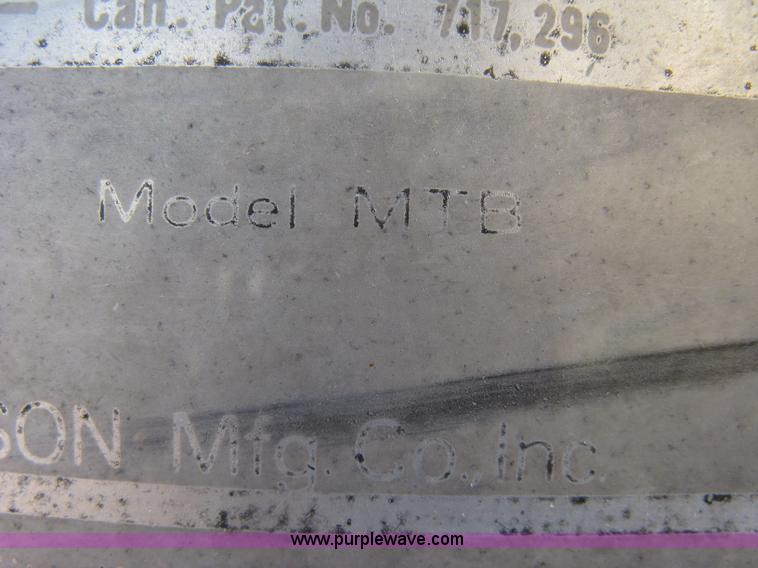 Can. Pat. No. 717,296
Model MTB
SON Mfg. Co., Inc.
www.purplewave.com